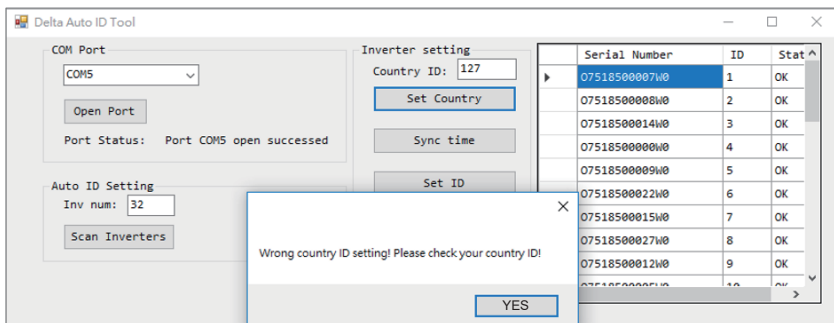 Delta Auto ID Tool
COM Port
COM5
Open Port
Port Status: Port COM5 open successed
Auto ID Setting
Inv num: 32
Scan Inverters
Inverter setting
Country ID: 127
Set Country
Sync time
Set ID
Serial Number ID Stat
O7518500007W0 1 OK
O7518500008W0 2 OK
O7518500014W0 3 OK
O7518500000W0 4 OK
O7518500009W0 5 OK
O7518500022W0 6 OK
O7518500015W0 7 OK
O7518500027W0 8 OK
O7518500012W0 9 OK
Wrong country ID setting! Please check your country ID!
YES